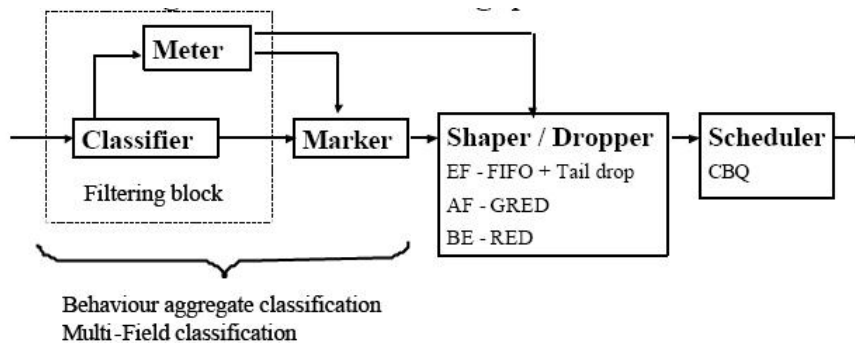 Meter
Classifier
Filtering block
Marker
Shaper / Dropper
EF - FIFO + Tail drop
AF - GRED
BE - RED
Scheduler
CBQ
Behaviour aggregate classification
Multi-Field classification